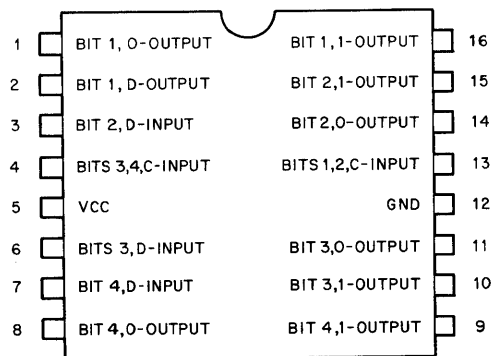 1 BIT 1, O-OUTPUT BIT 1,1-OUTPUT 16
2 BIT 1, D-OUTPUT BIT 2,1-OUTPUT 15
3 BIT 2, D-INPUT BIT 2,0-OUTPUT 14
4 BITS 3,4,C-INPUT BITS 1,2,C-INPUT 13
5 VCC GND 12
6 BITS 3, D-INPUT BIT 3,0-OUTPUT 11
7 BIT 4, D-INPUT BIT 3,1-OUTPUT 10
8 BIT 4,0-OUTPUT BIT 4,1-OUTPUT 9